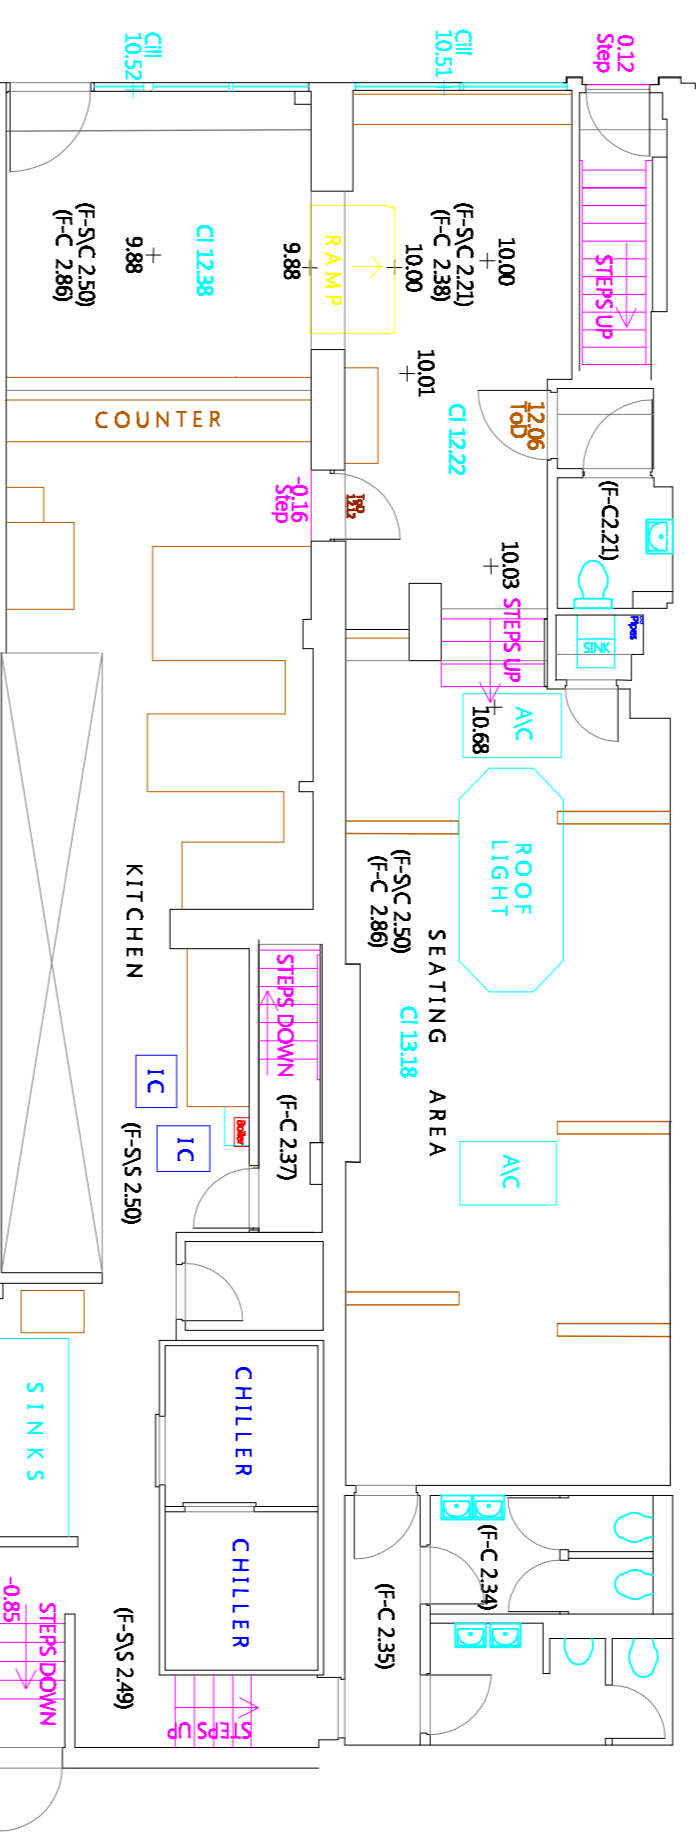 Cill
10.52
Cill
10.51
0.12
Step
(F-S\C 2.50)
(F-C 2.86)
9.88
Cl 12.38
9.88
RAMP
10.00
(F-S\C 2.21)
(F-C 2.38)
10.00
STEPS UP
10.01
COUNTER
Cl 12.22
12.06
ToD
-0.16
Step
ToD
12.12
(F-C2.21)
10.03
STEPS UP
Pipes
SINK
10.68
A\C
ROOF
LIGHT
KITCHEN
(F-S\C 2.50)
(F-C 2.86)
SEATING AREA
Cl 13.18
STEPS DOWN
IC
IC
Boiler
(F-C 2.37)
(F-S\S 2.50)
A\C
SINKS
CHILLER
CHILLER
(F-C 2.34)
(F-C 2.35)
-0.85
STEPS DOWN
(F-S\S 2.49)
STEPS UP